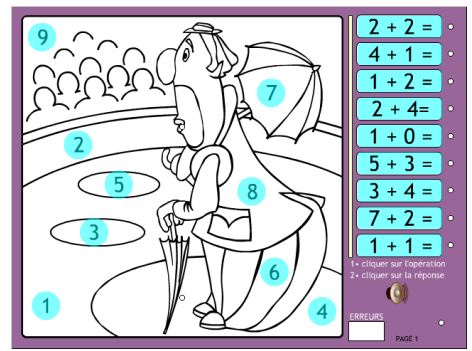 9
7
2
5
8
3
6
1
4
2 + 2 =
4 + 1 =
1 + 2 =
2 + 4=
1 + 0 =
5 + 3 =
3 + 4 =
7 + 2 =
1 + 1 =
1• cliquer sur l'opération
2• cliquer sur la réponse
ERREURS
PAGE 1